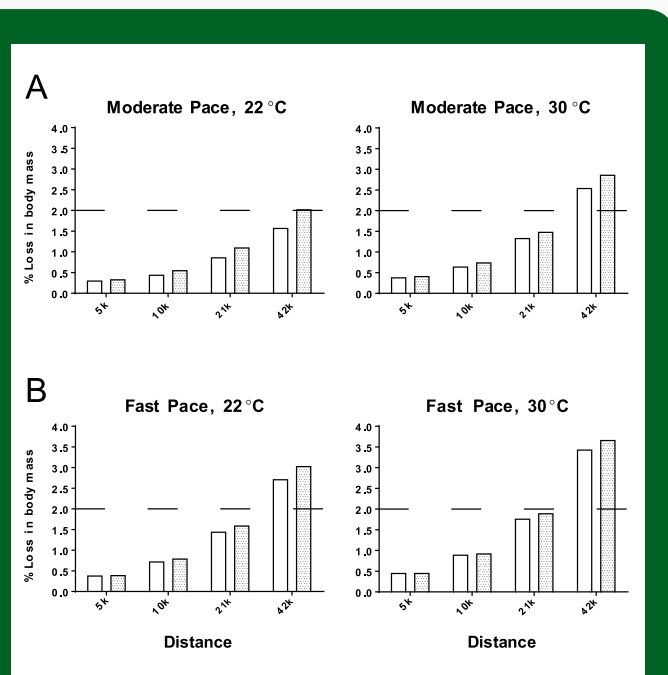 A
Moderate Pace, 22 °C
Moderate Pace, 30 °C
% Loss in body mass
4.0
3.5
3.0
2.5
2.0
1.5
1.0
0.5
0.0
5k
10k
21k
42k
4.0
3.5
3.0
2.5
2.0
1.5
1.0
0.5
0.0
5k
10k
21k
42k
B
Fast Pace, 22 °C
Fast Pace, 30 °C
% Loss in body mass
4.0
3.5
3.0
2.5
2.0
1.5
1.0
0.5
0.0
5k
10k
21k
42k
Distance
4.0
3.5
3.0
2.5
2.0
1.5
1.0
0.5
0.0
5k
10k
21k
42k
Distance